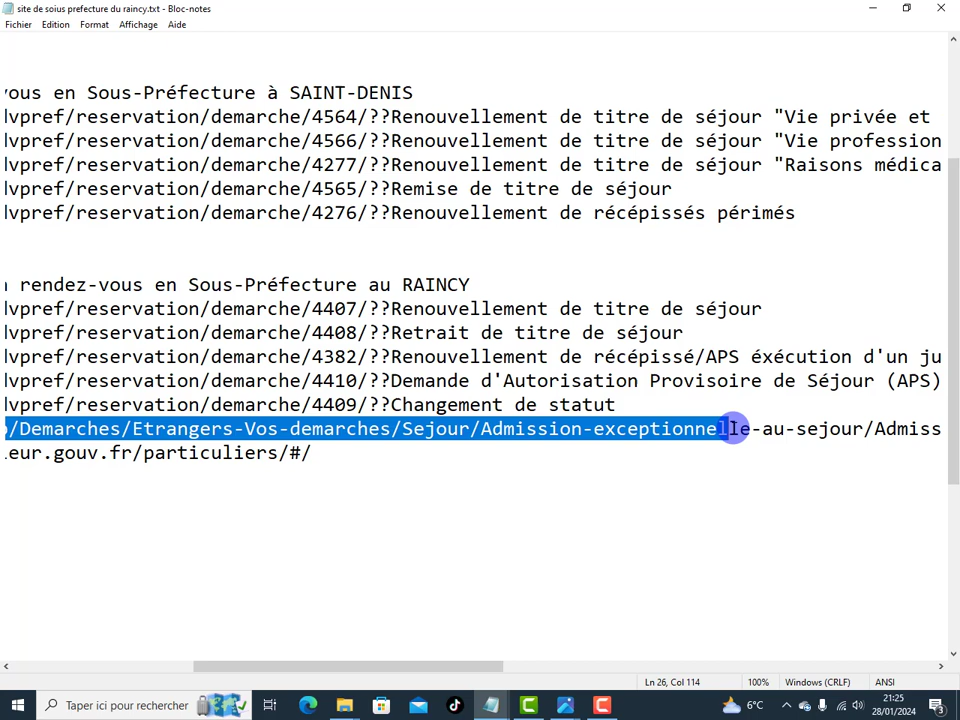 site de soius prefecture du raincy.txt - Bloc-notes
Fichier Edition Format Affichage Aide
vous en Sous-Préfecture à SAINT-DENIS
lvpref/reservation/demarche/4564/??Renouvellement de titre de séjour "Vie privée et
lvpref/reservation/demarche/4566/??Renouvellement de titre de séjour "Vie profession
lvpref/reservation/demarche/4277/??Renouvellement de titre de séjour "Raisons médica
lvpref/reservation/demarche/4565/??Remise de titre de séjour
lvpref/reservation/demarche/4276/??Renouvellement de récépissés périmés
rendez-vous en Sous-Préfecture au RAINCY
lvpref/reservation/demarche/4407/??Renouvellement de titre de séjour
lvpref/reservation/demarche/4408/??Retrait de titre de séjour
lvpref/reservation/demarche/4382/??Renouvellement de récépissé/APS éxécution d'un ju
lvpref/reservation/demarche/4410/??Demande d'Autorisation Provisoire de Séjour (APS)
lvpref/reservation/demarche/4409/??Changement de statut
/Demarches/Etrangers-Vos-demarches/Sejour/Admission-exceptionnelle-au-sejour/Admiss
eur.gouv.fr/particuliers/#/
Ln 26, Col 114 100% Windows (CRLF) ANSI
Taper ici pour rechercher
6°C
21:25
28/01/2024
3